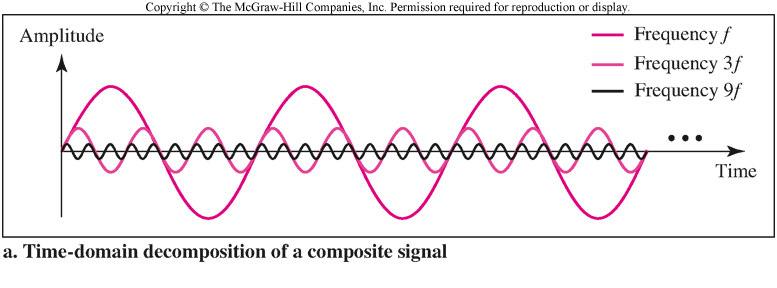 Copyright © The McGraw-Hill Companies, Inc. Permission required for reproduction or display.
Amplitude
Frequency f
Frequency 3f
Frequency 9f
Time
a. Time-domain decomposition of a composite signal